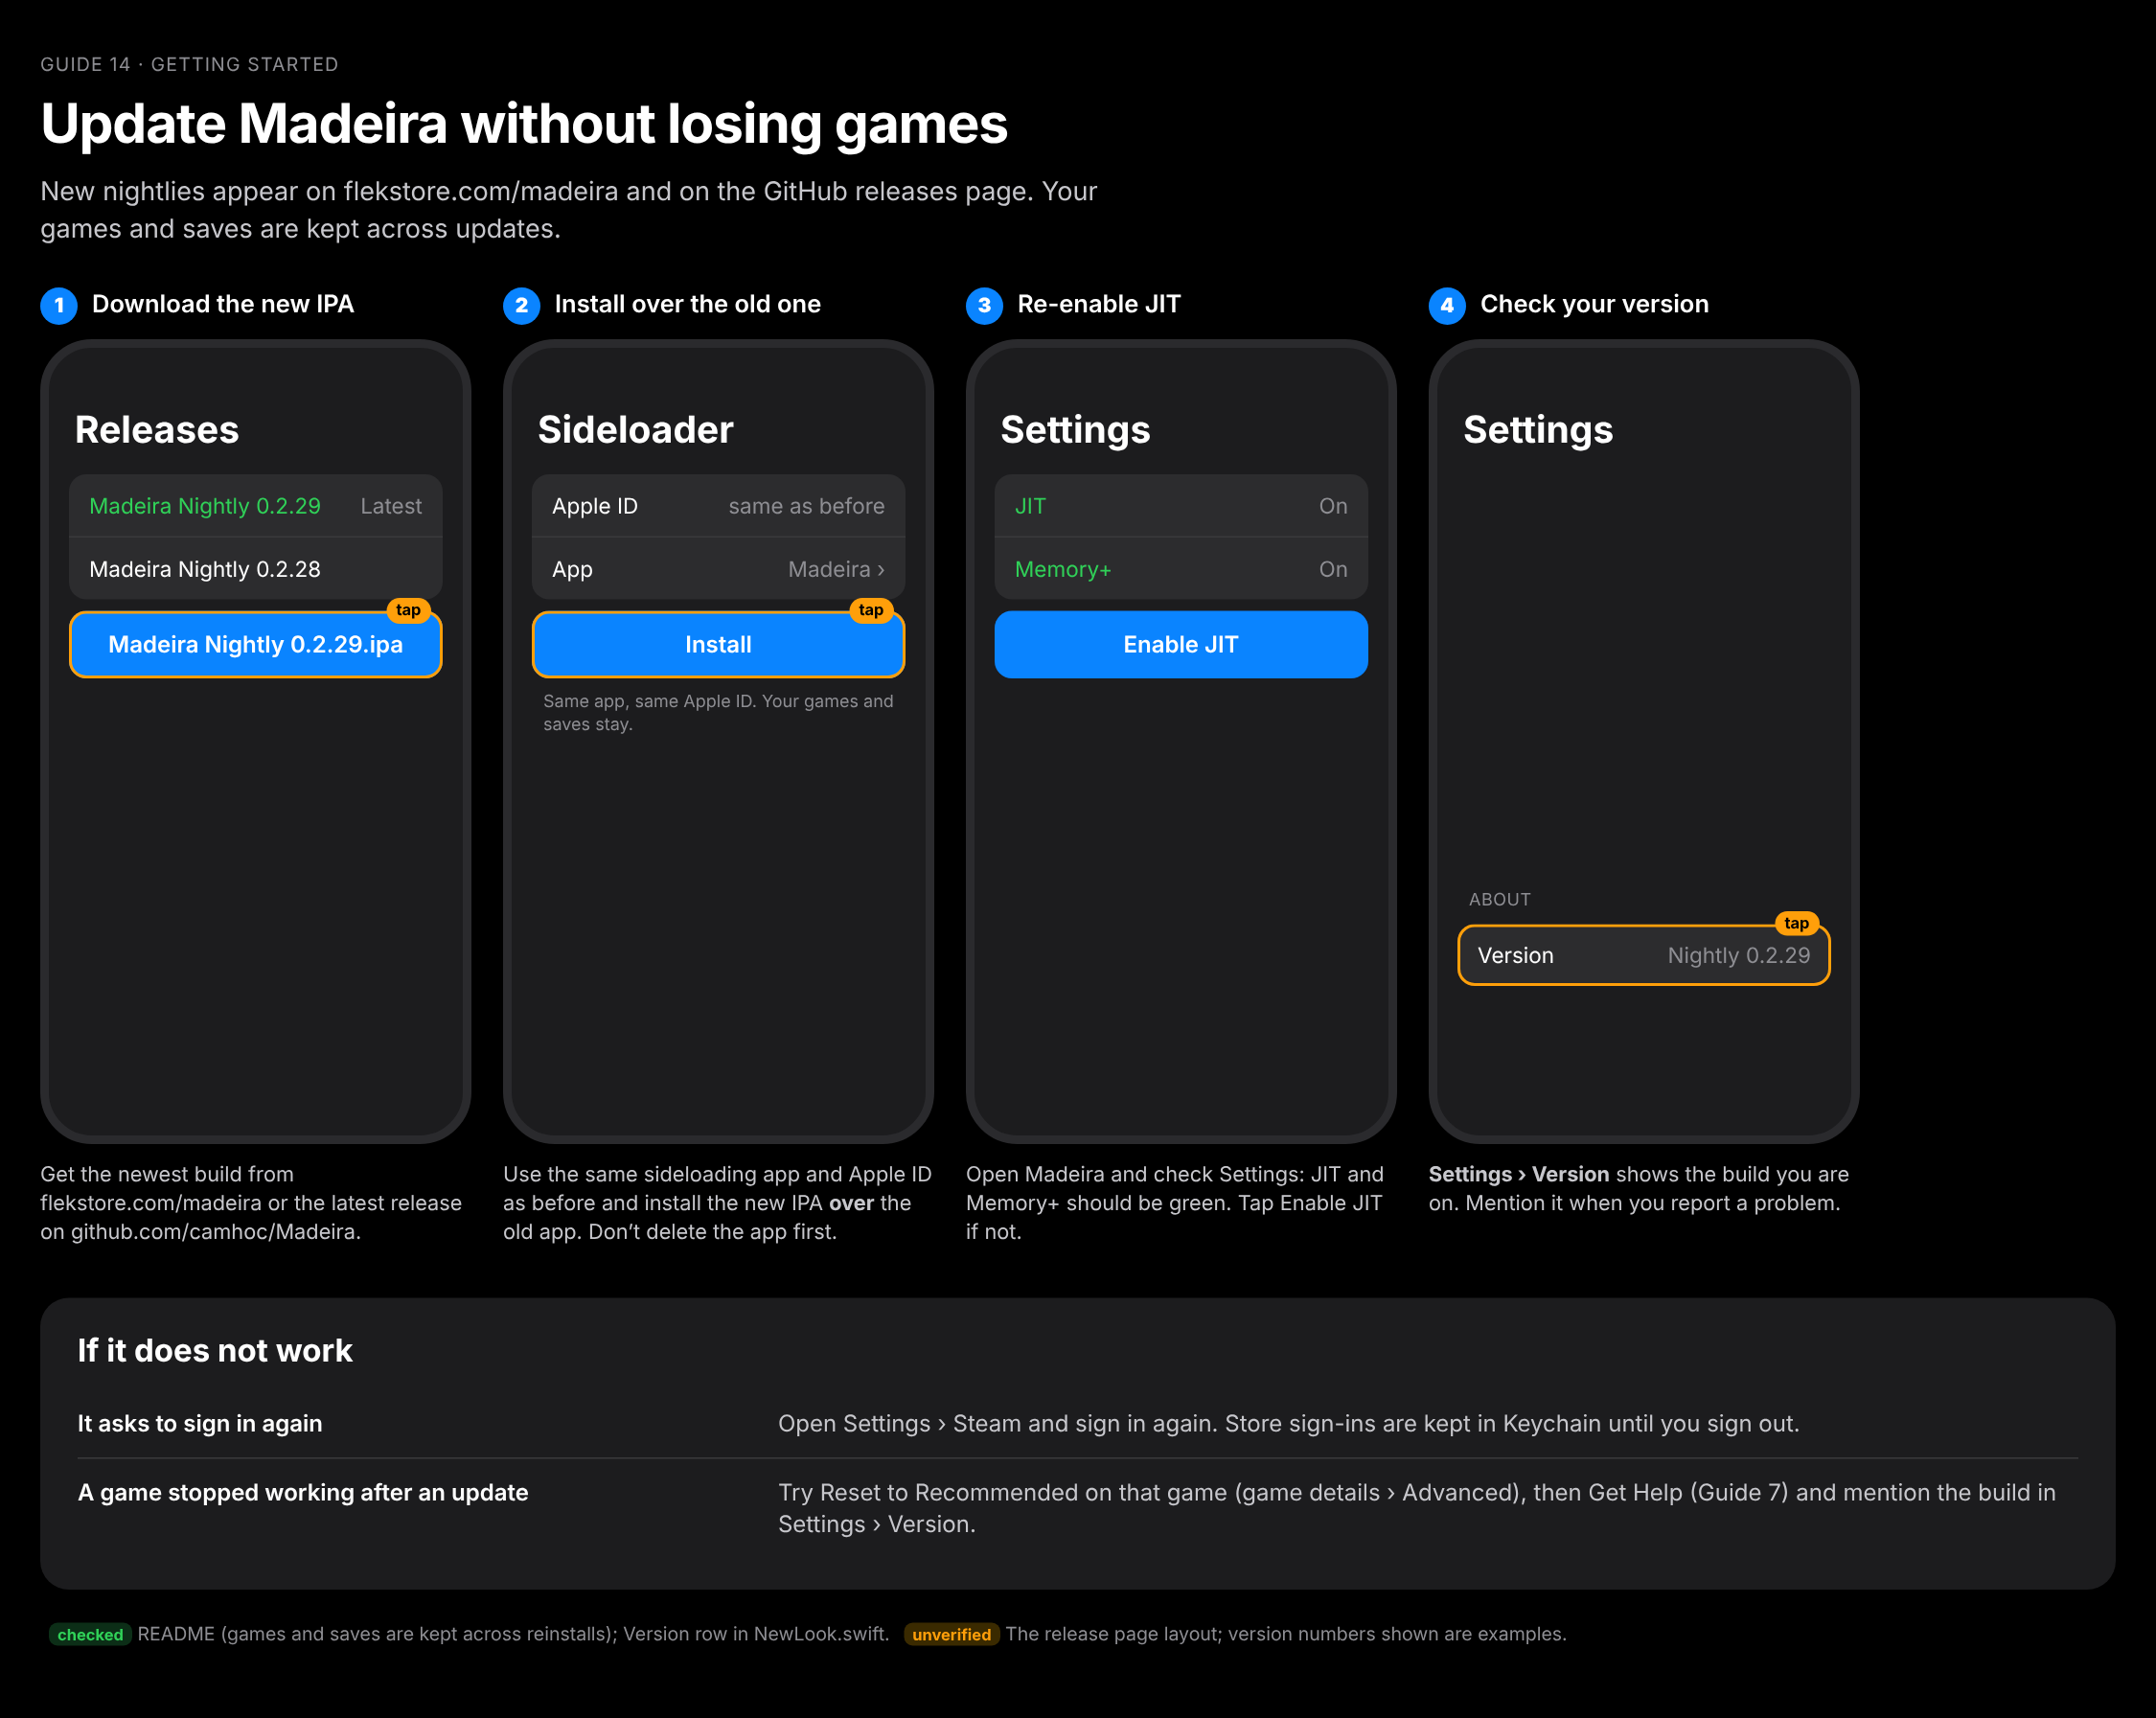 GUIDE 14 · GETTING STARTED
Update Madeira without losing games
New nightlies appear on flekstore.com/madeira and on the GitHub releases page. Your
games and saves are kept across updates.
1 Download the new IPA
Releases
Madeira Nightly 0.2.29 Latest
Madeira Nightly 0.2.28
tap
Madeira Nightly 0.2.29.ipa
Get the newest build from
flekstore.com/madeira or the latest release
on github.com/camhoc/Madeira.
2 Install over the old one
Sideloader
Apple ID same as before
App Madeira ›
tap
Install
Same app, same Apple ID. Your games and
saves stay.
Use the same sideloading app and Apple ID
as before and install the new IPA over the
old app. Don’t delete the app first.
3 Re-enable JIT
Settings
JIT On
Memory+ On
Enable JIT
Open Madeira and check Settings: JIT and
Memory+ should be green. Tap Enable JIT
if not.
4 Check your version
Settings
ABOUT
tap
Version Nightly 0.2.29
Settings › Version shows the build you are
on. Mention it when you report a problem.
If it does not work
It asks to sign in again Open Settings › Steam and sign in again. Store sign-ins are kept in Keychain until you sign out.
A game stopped working after an update Try Reset to Recommended on that game (game details › Advanced), then Get Help (Guide 7) and mention the build in
Settings › Version.
checked README (games and saves are kept across reinstalls); Version row in NewLook.swift. unverified The release page layout; version numbers shown are examples.